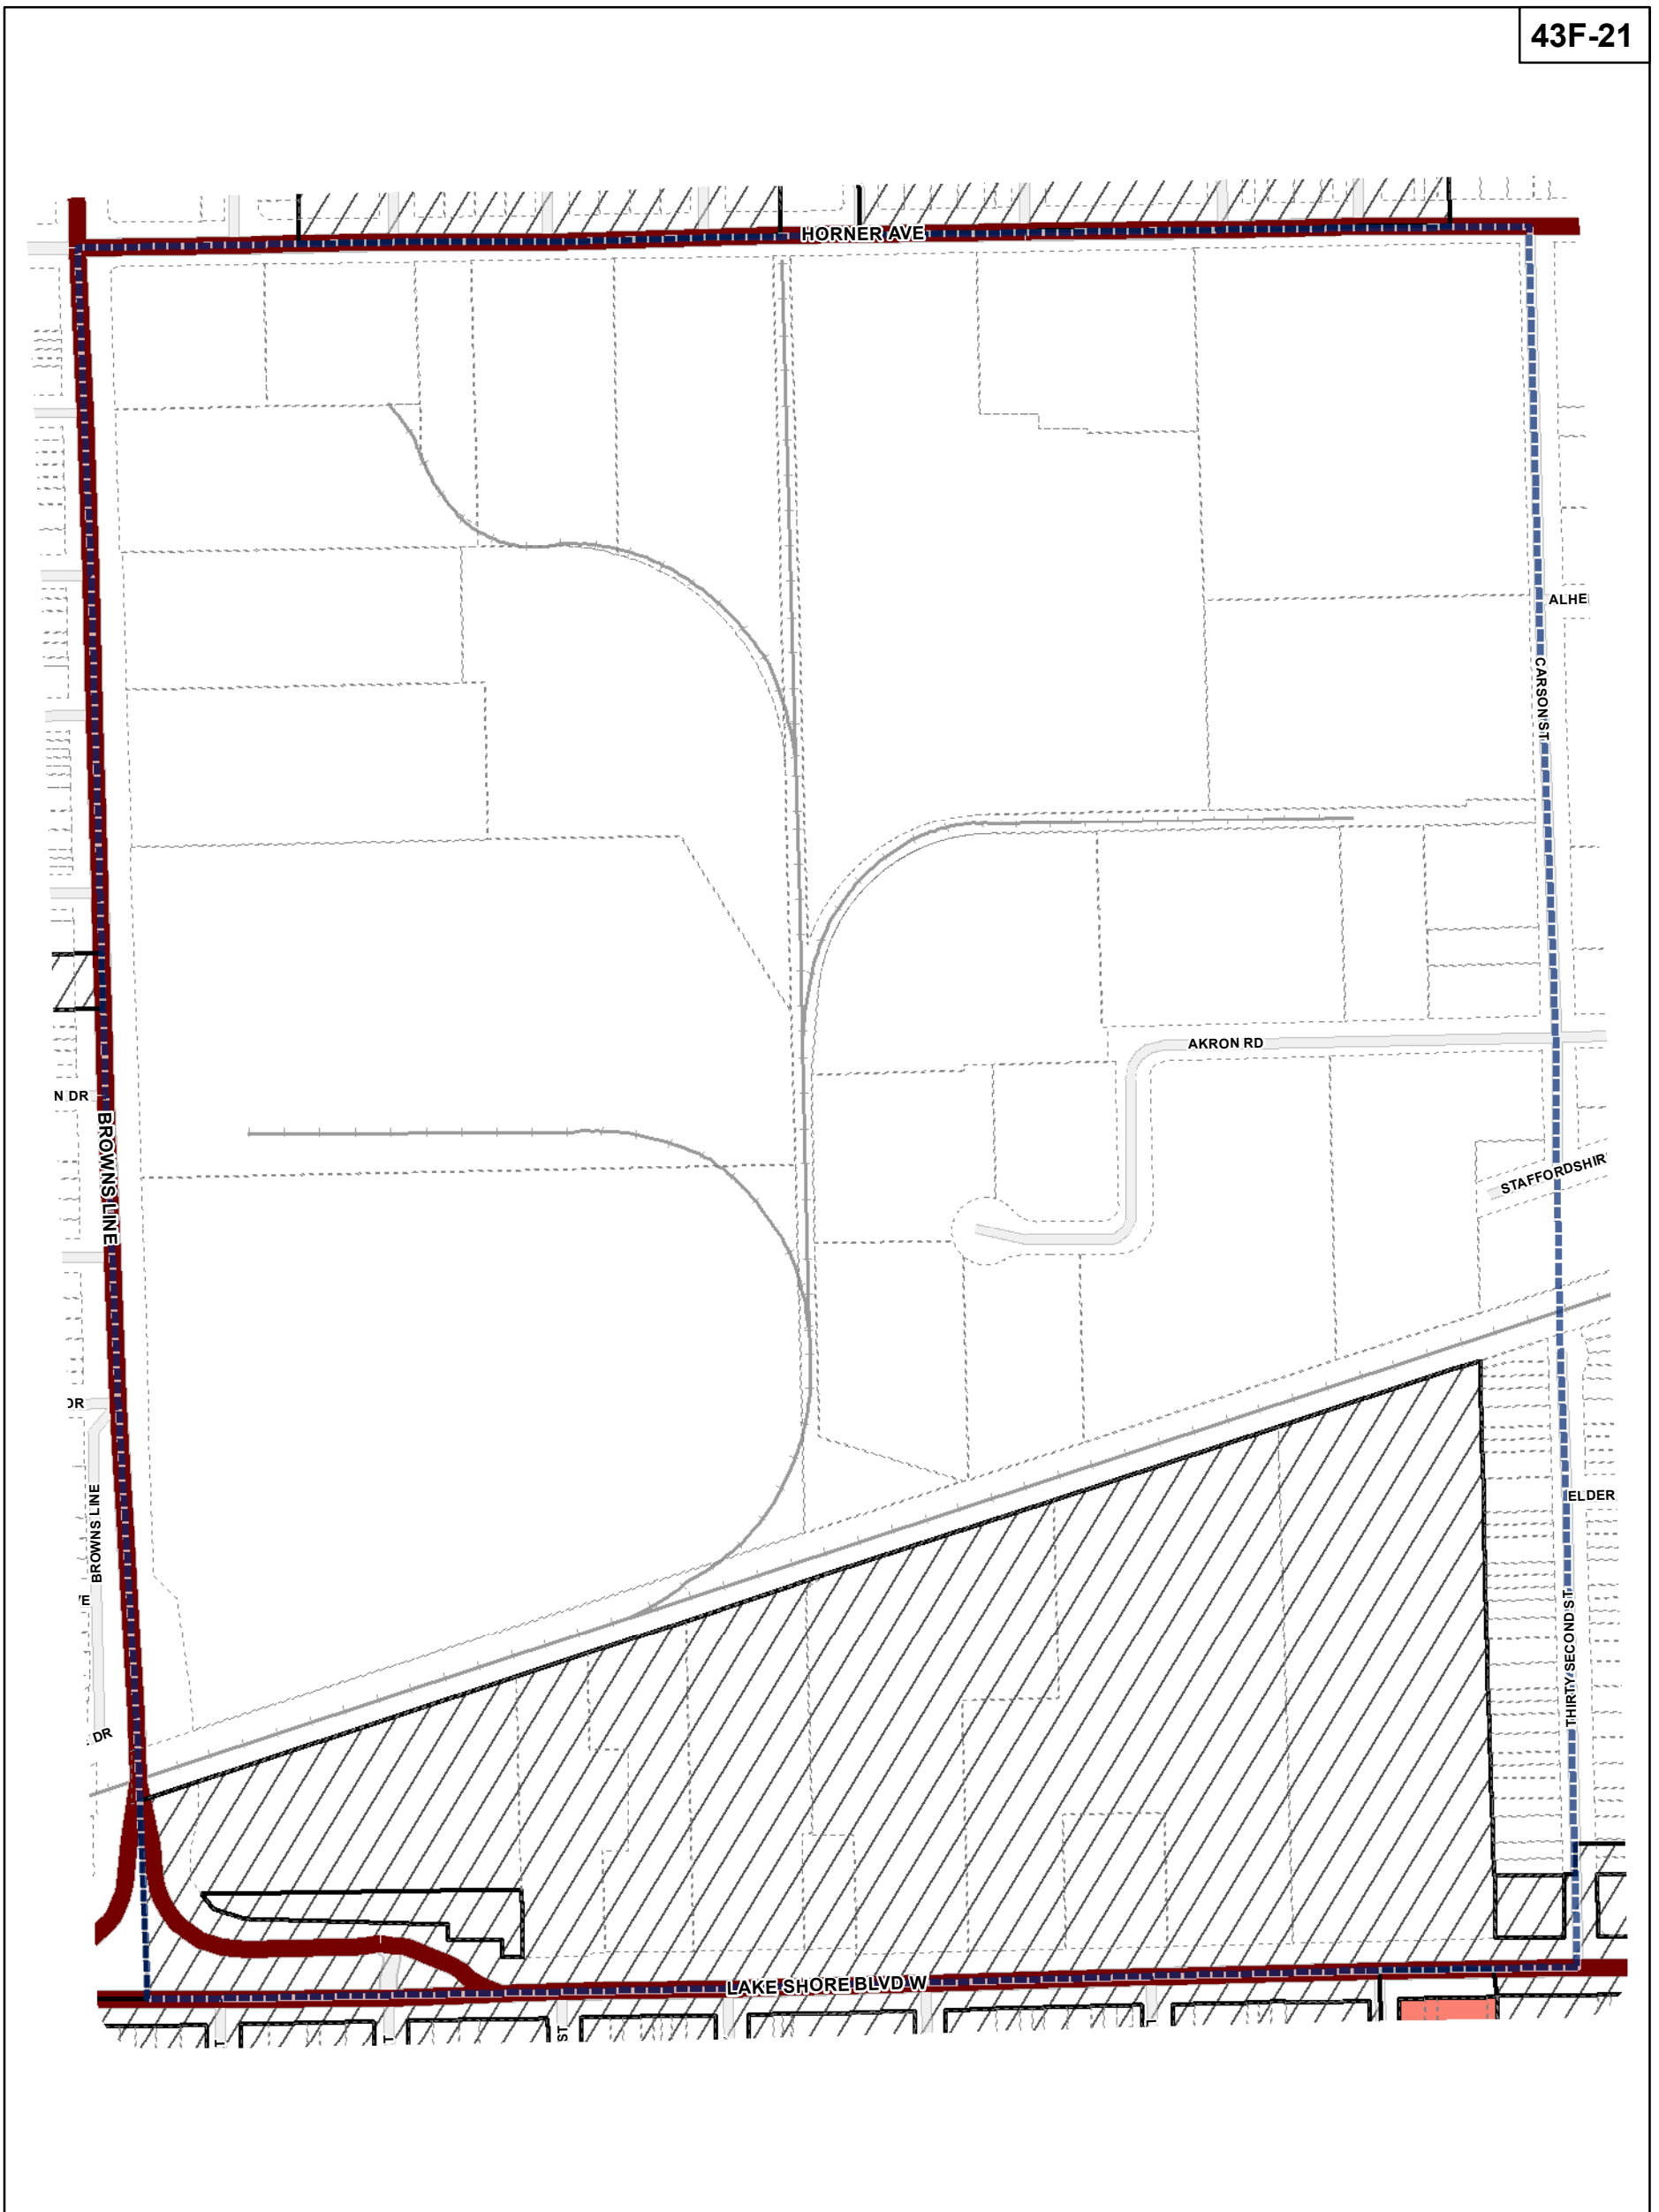 43F-21
HORNER AVE
ALHE
CARSON ST
AKRON RD
N DR
BROWNS LINE
STAFFORDSHIR
DR
BROWNS LINE
ELDER
THIRTY SECOND ST
DR
LAKE SHORE BLVD W
ST